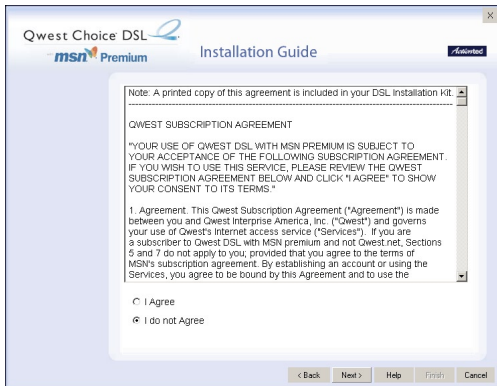 X
Qwest Choice DSL
msn Premium
Installation Guide
Actiontec
Note: A printed copy of this agreement is included in your DSL Installation Kit.
QWEST SUBSCRIPTION AGREEMENT
"YOUR USE OF QWEST DSL WITH MSN PREMIUM IS SUBJECT TO
YOUR ACCEPTANCE OF THE FOLLOWING SUBSCRIPTION AGREEMENT.
IF YOU WISH TO USE THIS SERVICE, PLEASE REVIEW THE QWEST
SUBSCRIPTION AGREEMENT BELOW AND CLICK "I AGREE" TO SHOW
YOUR CONSENT TO ITS TERMS."
1. Agreement. This Qwest Subscription Agreement ("Agreement") is made
between you and Qwest Interprise America, Inc. ("Qwest") and governs
your use of Qwest's Internet access service ("Services"). If you are
a subscriber to Qwest DSL with MSN premium and not Qwest.net, Sections
5 and 7 do not apply to you; provided that you agree to the terms of
MSN's subscription agreement. By establishing an account or using the
Services, you agree to be bound by this Agreement and to use the
I Agree
I do not Agree
< Back Next > Help Finish Cancel